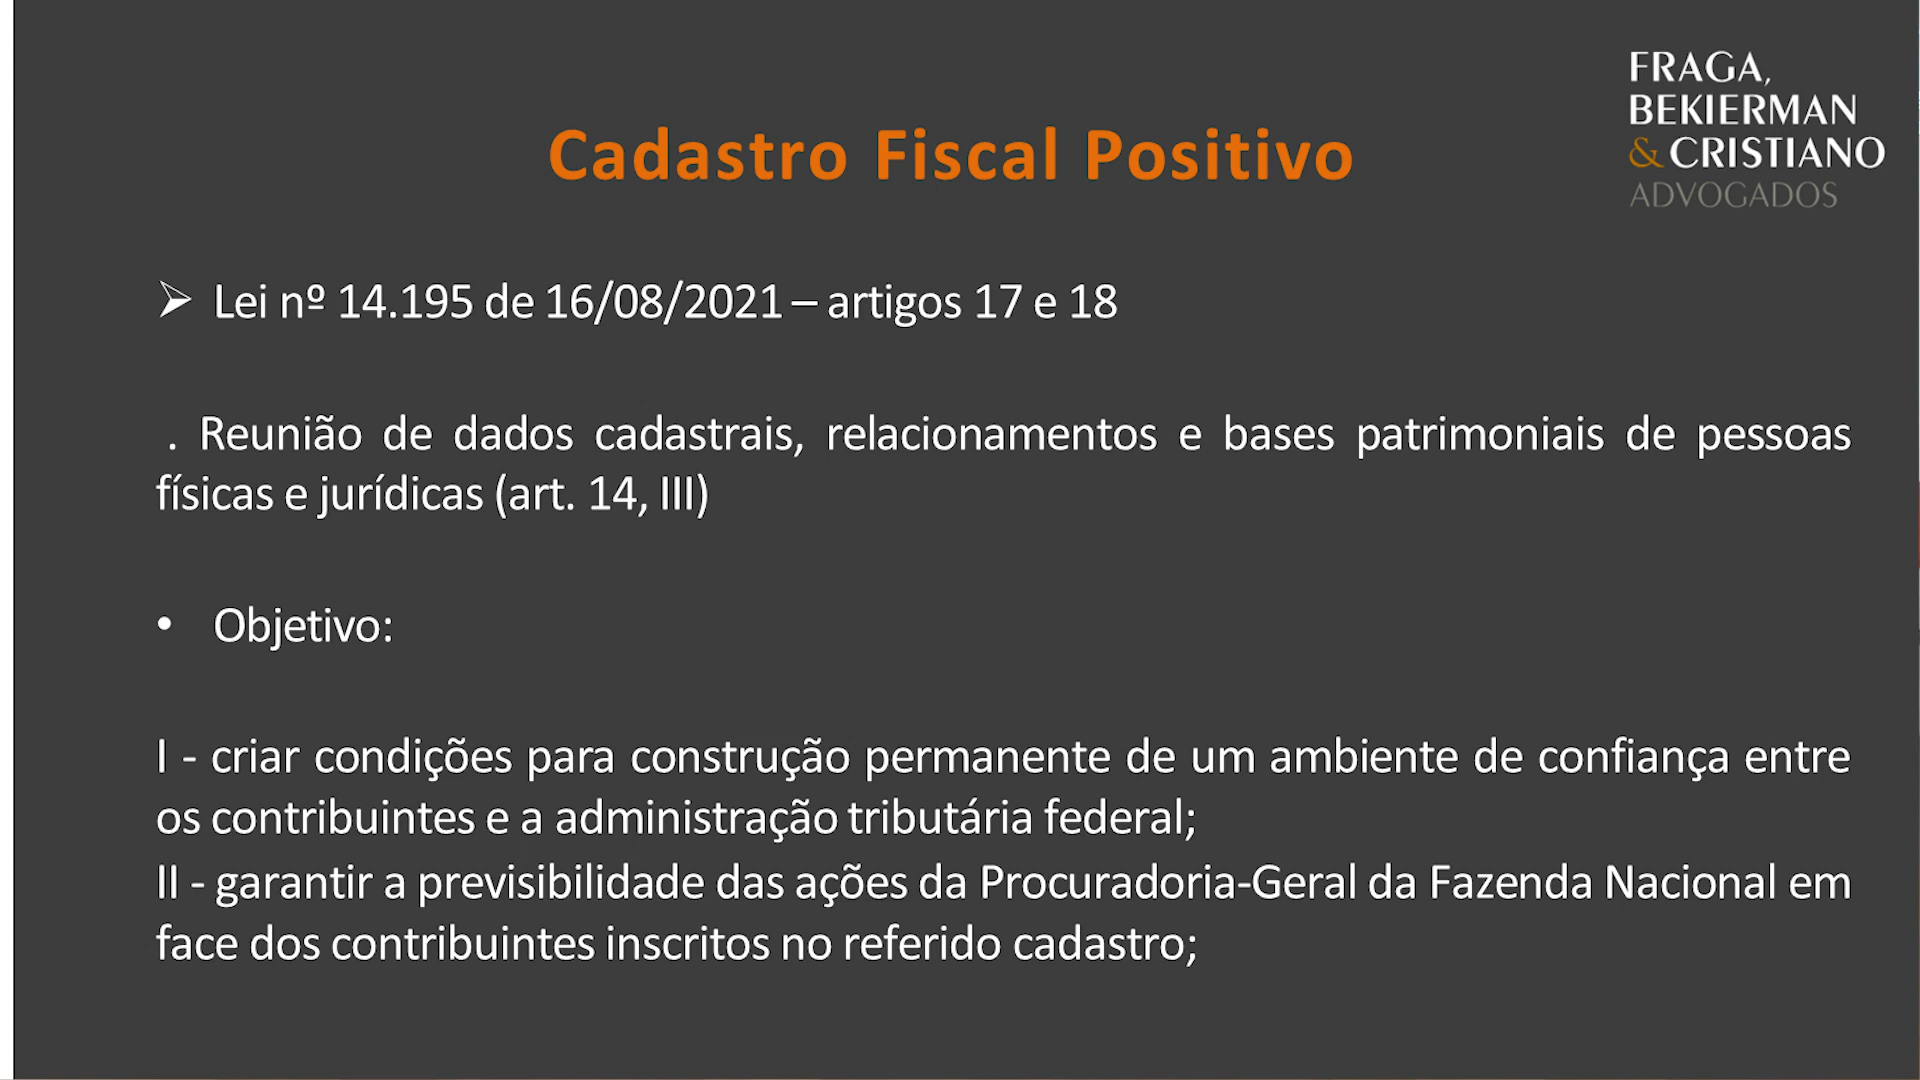 FRAGA,
BEKIERMAN
& CRISTIANO
ADVOGADOS
Cadastro Fiscal Positivo
➢ Lei nº 14.195 de 16/08/2021 – artigos 17 e 18
. Reunião de dados cadastrais, relacionamentos e bases patrimoniais de pessoas
físicas e jurídicas (art. 14, III)
• Objetivo:
I - criar condições para construção permanente de um ambiente de confiança entre
os contribuintes e a administração tributária federal;
II - garantir a previsibilidade das ações da Procuradoria-Geral da Fazenda Nacional em
face dos contribuintes inscritos no referido cadastro;